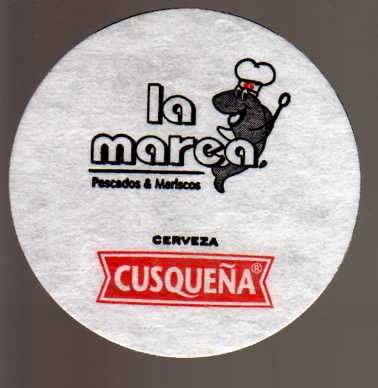 la
marea
Pescados & Mariscos
CERVEZA
CUSQUEÑA®